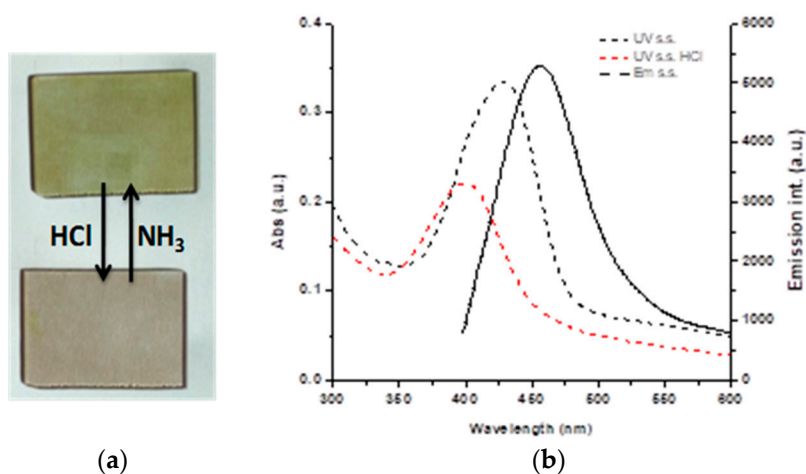 HCl NH₃
(a)
UV s.s.
UV s.s. HCl
Em s.s.
Abs (a.u.)
0.4
0.3
0.2
0.1
0.0
Emission int. (a.u.)
6000
5000
4000
3000
2000
1000
0
300 350 400 450 500 550 600
Wavelength (nm)
(b)